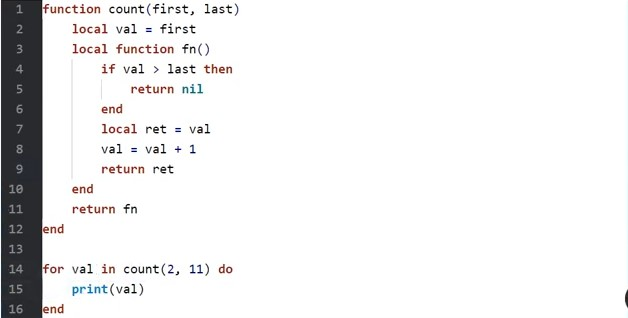 1 function count(first, last)
2     local val = first
3     local function fn()
4         if val > last then
5             return nil
6         end
7         local ret = val
8         val = val + 1
9         return ret
10     end
11     return fn
12 end
13
14 for val in count(2, 11) do
15     print(val)
16 end